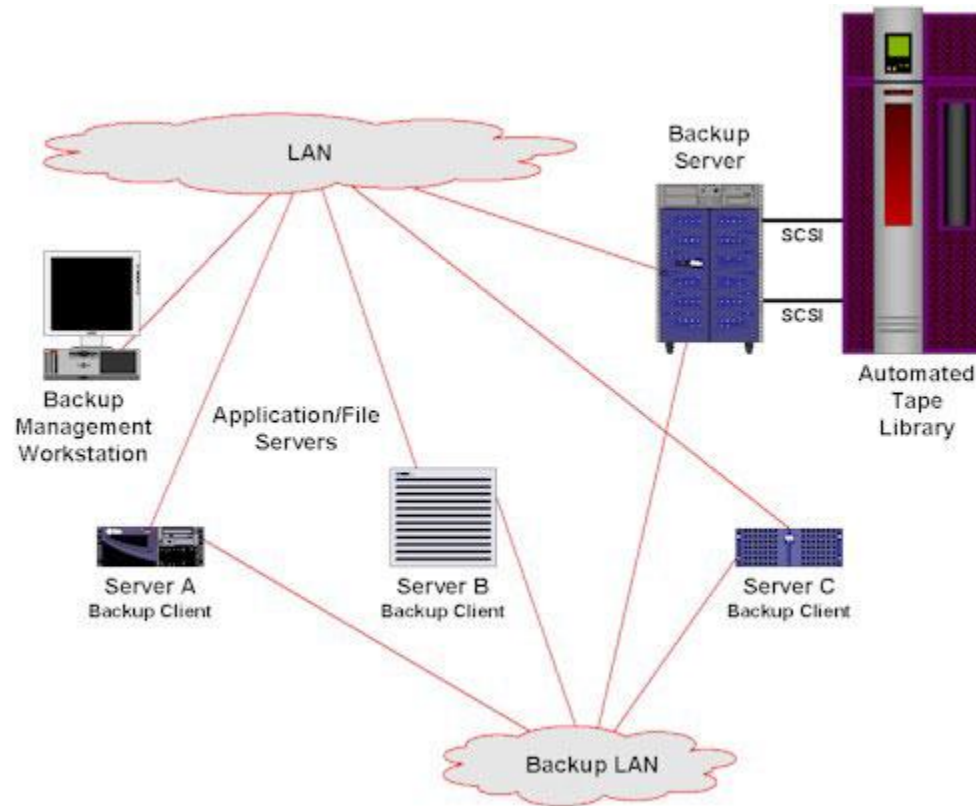 LAN
Backup
Server
SCSI
SCSI
Automated
Tape
Library
Backup
Management
Workstation
Application/File
Servers
Server A
Backup Client
Server B
Backup Client
Server C
Backup Client
Backup LAN